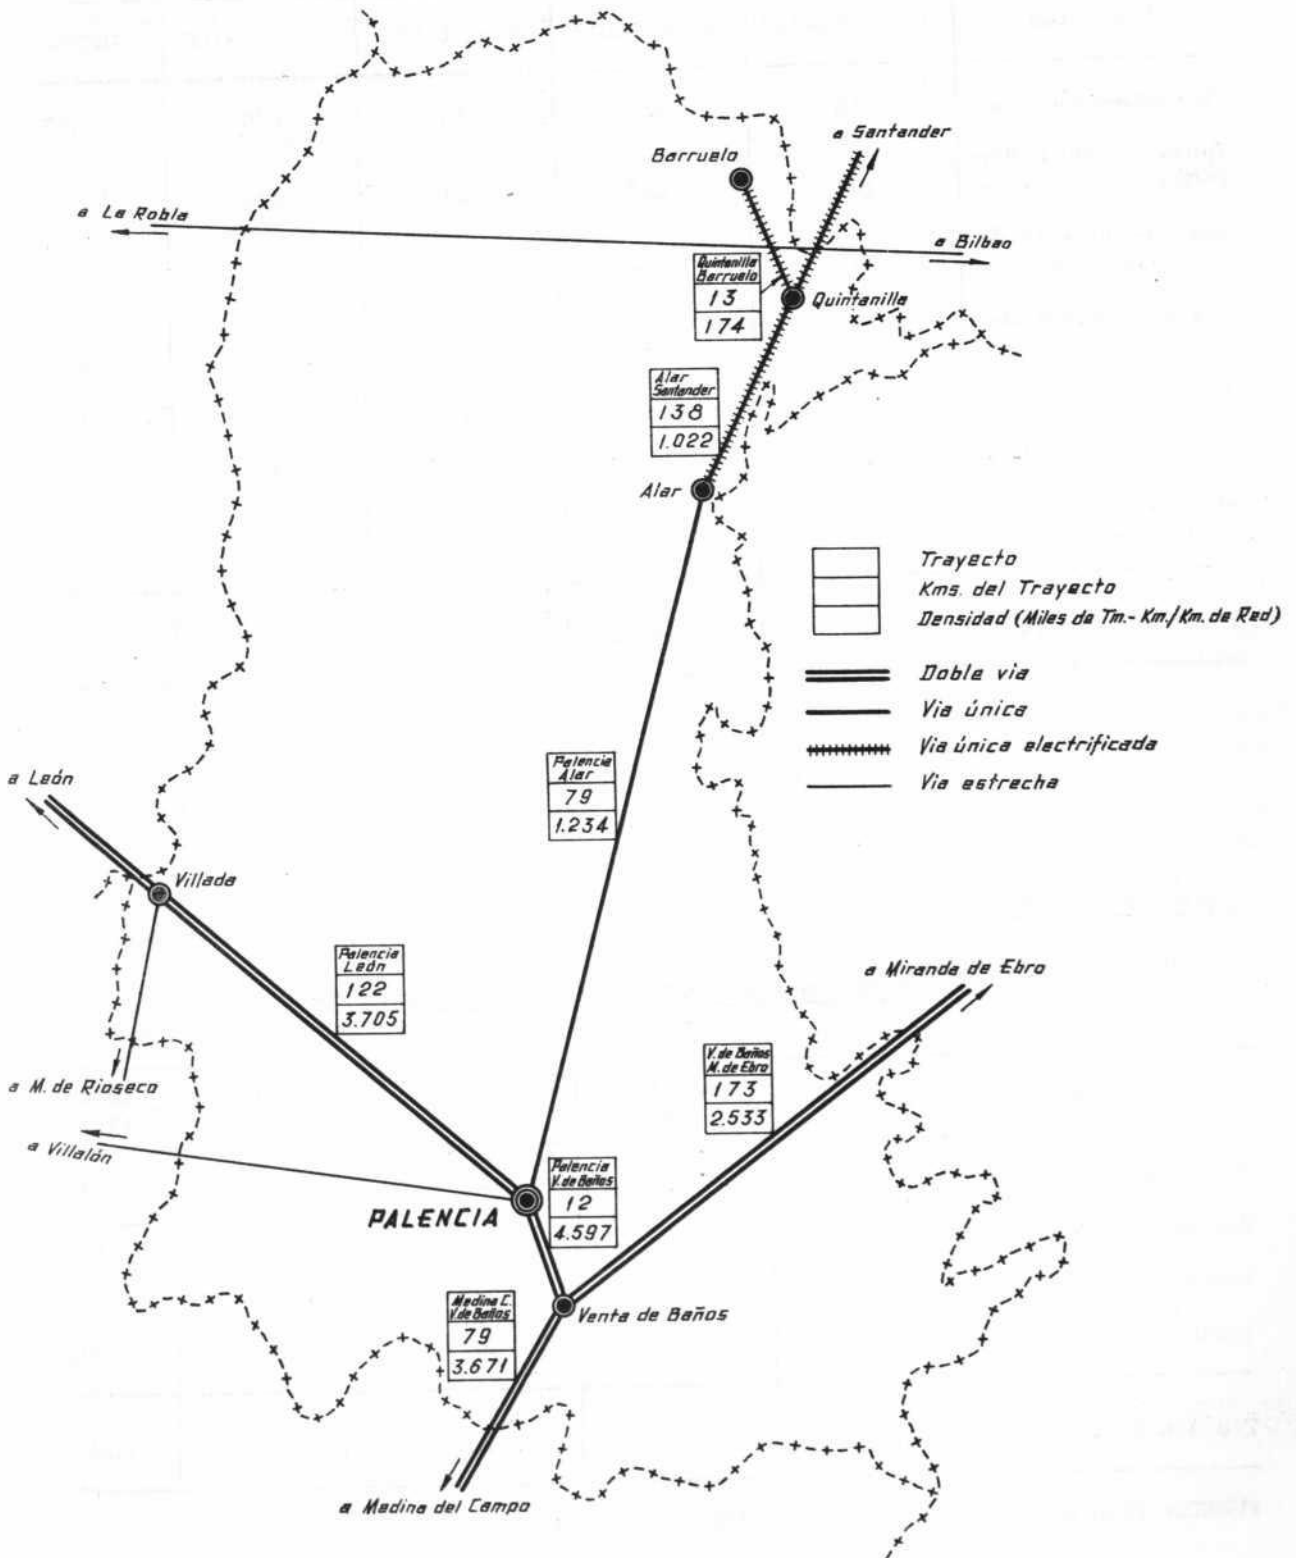 a Santander
Barruelo
a La Robla
a Bilbao
Quintanilla
Barruelo
13
174
Quintanilla
Alar
Santander
138
1.022
Alar
Trayecto
Kms. del Trayecto
Densidad (Miles de Tm.- Km./Km. de Red)
Doble via
Via única
Via única electrificada
Via estrecha
Palencia
Alar
79
1.234
a León
Villada
Palencia
León
122
3.705
a Miranda de Ebro
V. de Baños
M. de Ebro
173
2.533
a M. de Rioseco
a Villalón
Palencia
V. de Baños
12
4.597
PALENCIA
Medina C.
V. de Baños
79
3.671
Venta de Baños
a Medina del Campo